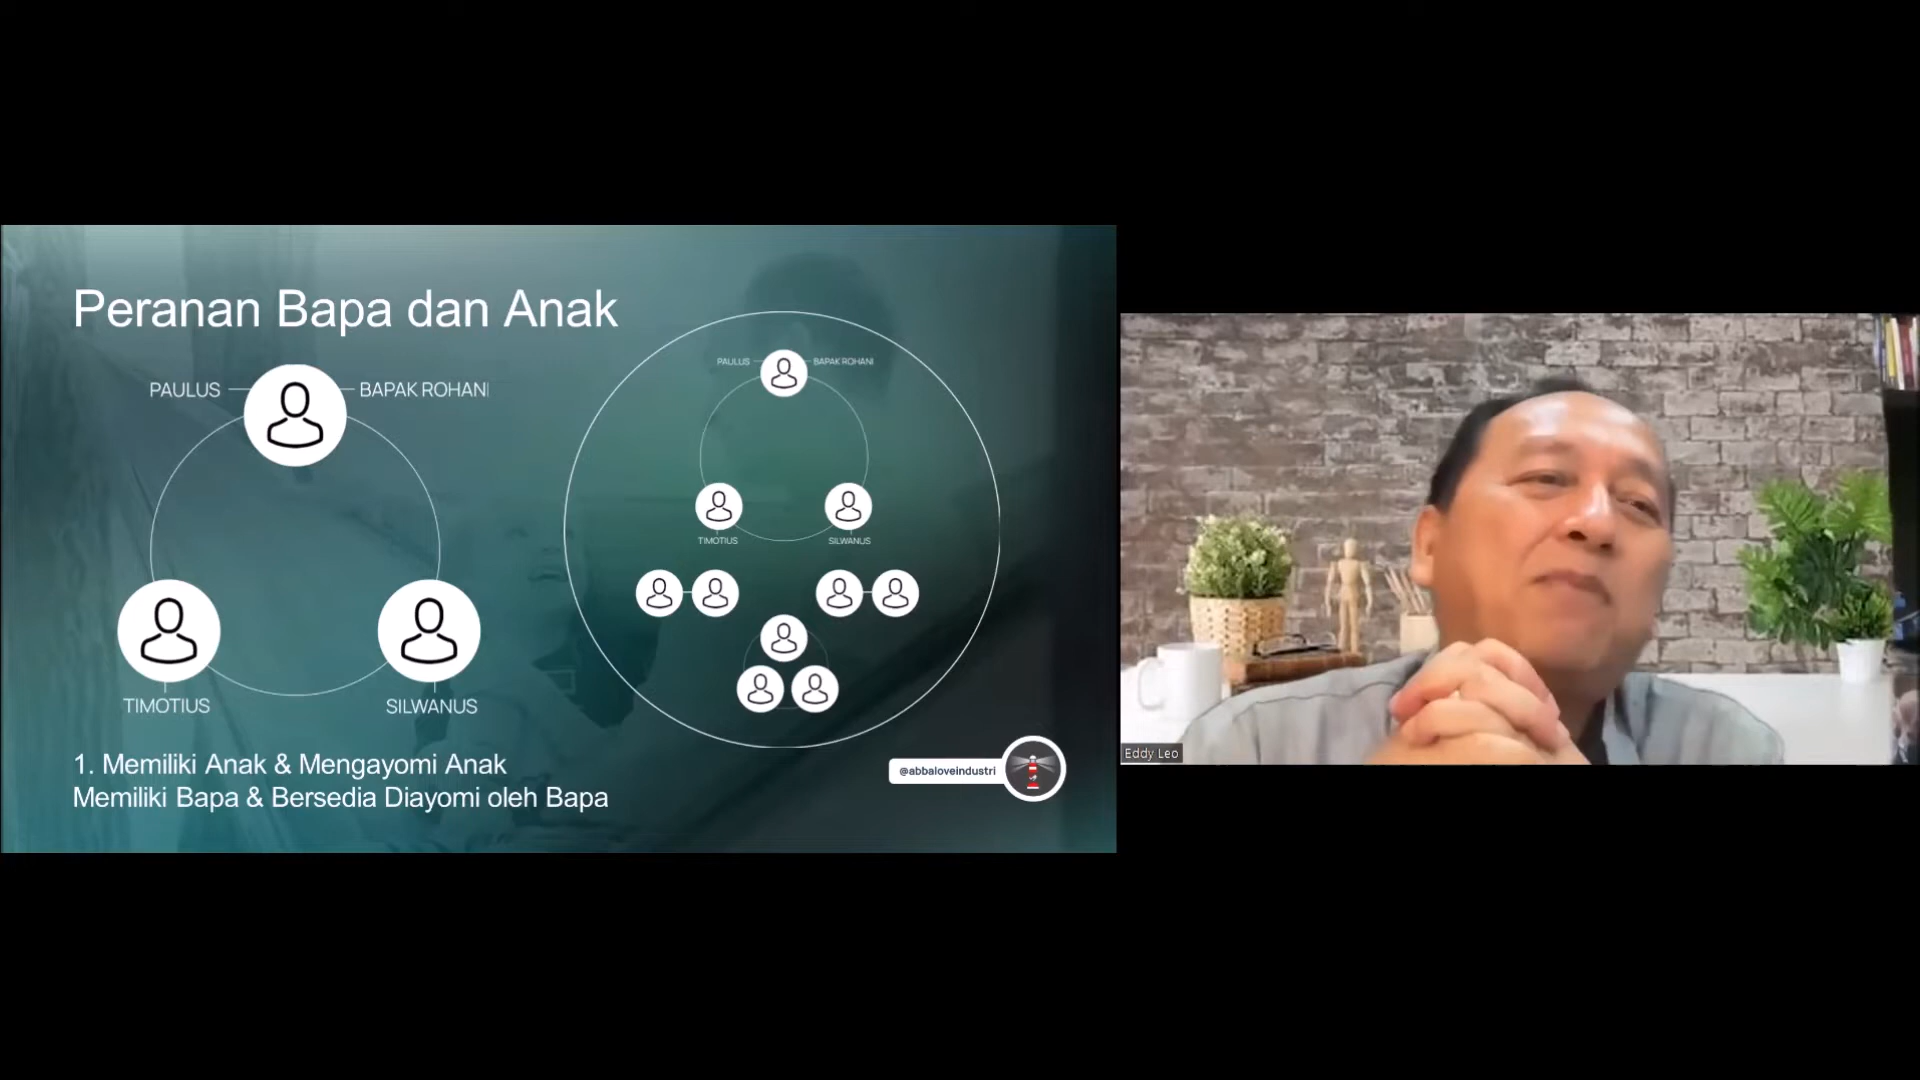 Peranan Bapa dan Anak
PAULUS
BAPAK ROHANI
TIMOTIUS
SILWANUS
PAULUS
BAPAK ROHANI
TIMOTIUS
SILWANUS
1. Memiliki Anak & Mengayomi Anak
Memiliki Bapa & Bersedia Diayomi oleh Bapa
@abbaloveindustri
Eddy Leo